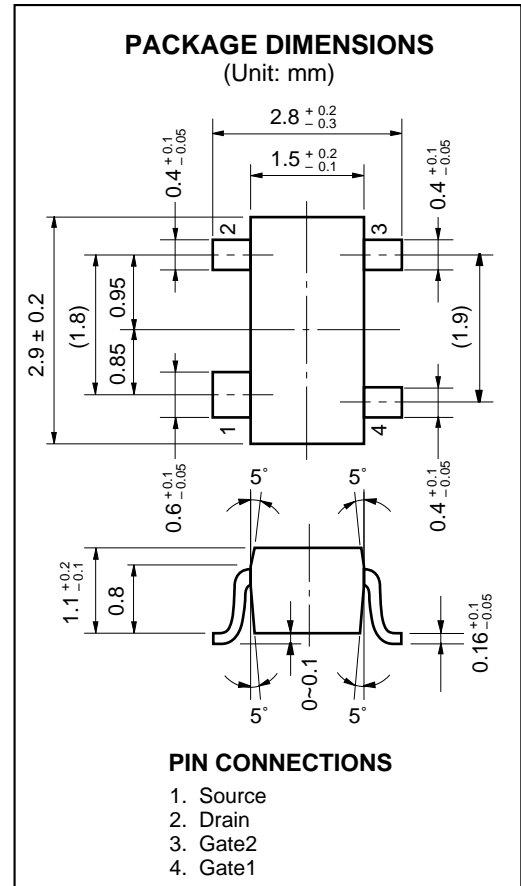 PACKAGE DIMENSIONS
(Unit: mm)
2.8 +0.2 −0.3
1.5 +0.2 −0.1
0.4 +0.1 −0.05
0.4 +0.1 −0.05
2
3
2.9 ± 0.2
(1.8)
0.95
0.85
(1.9)
1
4
0.6 +0.1 −0.05
0.4 +0.1 −0.05
5°
5°
1.1 +0.2 −0.1
0.8
0~0.1
0.16 +0.1 −0.05
5°
5°
PIN CONNECTIONS
1. Source
2. Drain
3. Gate2
4. Gate1